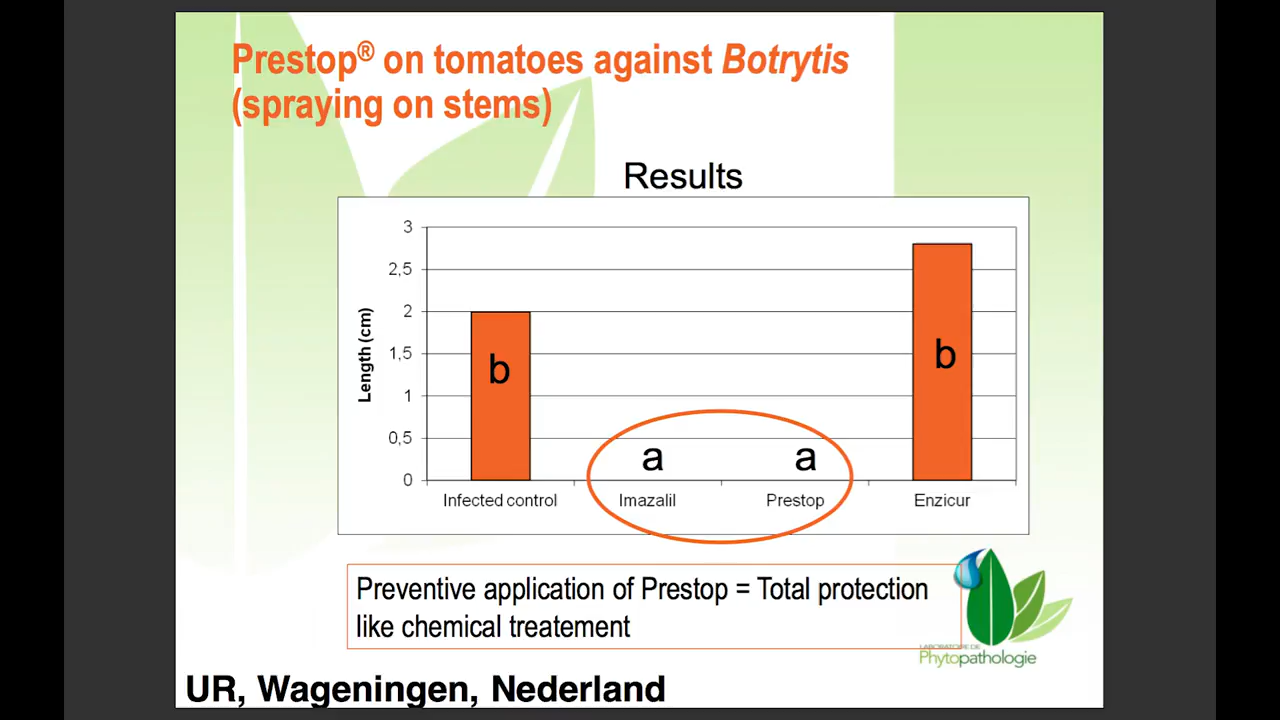 Prestop® on tomatoes against Botrytis
(spraying on stems)
Results
Length (cm)
3
2,5
2
1,5
1
0,5
0
b
a
a
b
Infected control
Imazalil
Prestop
Enzicur
Preventive application of Prestop = Total protection
like chemical treatement
LABORATOIRE DE
Phytopathologie
UR, Wageningen, Nederland